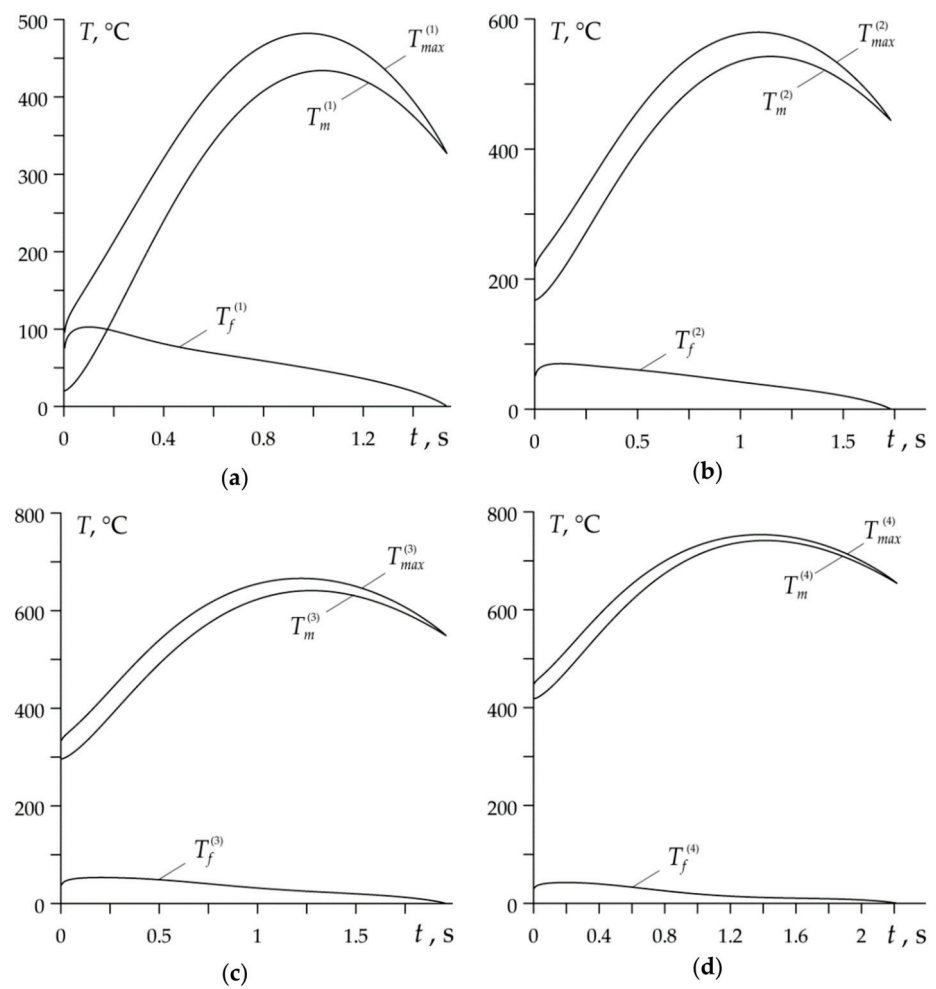 500
T, °C
T_max^(1)
400
T_m^(1)
300
200
100
T_f^(1)
0
0 0.4 0.8 1.2 t , s
(a)
600
T, °C
T_max^(2)
T_m^(2)
400
200
T_f^(2)
0
0 0.5 1 1.5 t , s
(b)
800
T, °C
T_max^(3)
600
T_m^(3)
400
200
T_f^(3)
0
0 0.5 1 1.5 t , s
(c)
800
T, °C
T_max^(4)
T_m^(4)
600
400
200
T_f^(4)
0
0 0.4 0.8 1.2 1.6 2 t , s
(d)